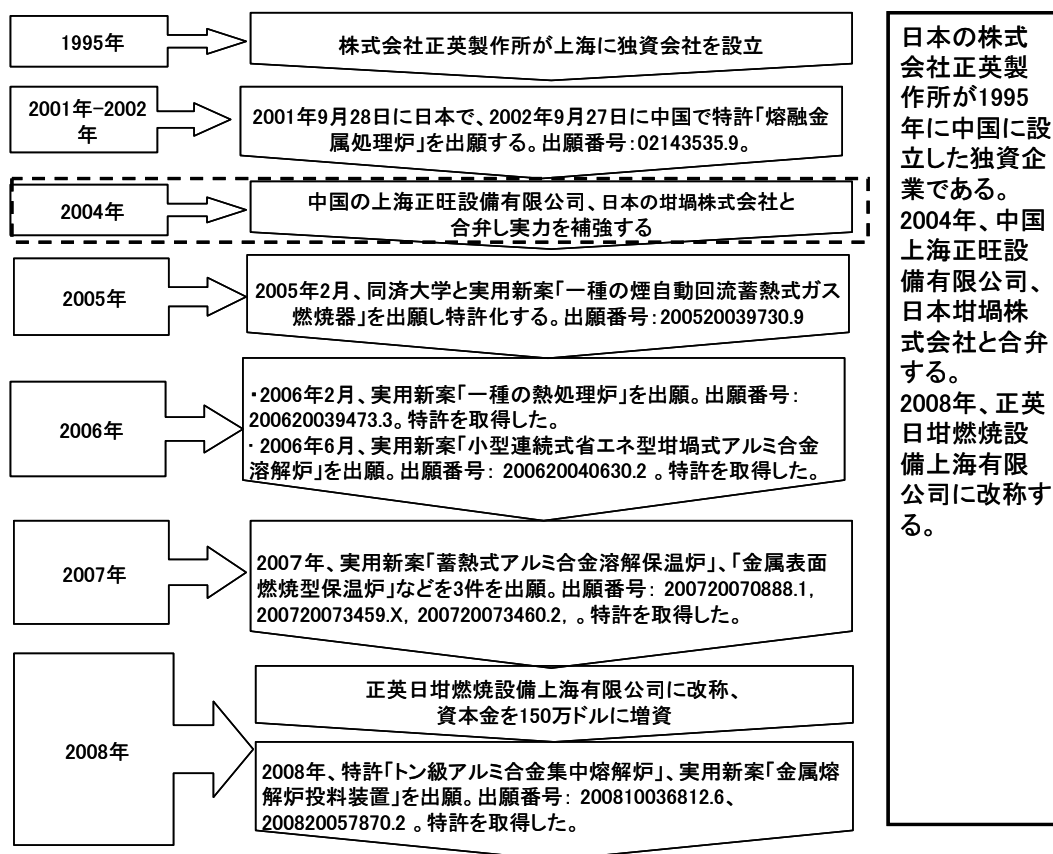 1995年
株式会社正英製作所が上海に独資会社を設立
2001年-2002
年
2001年9月28日に日本で、2002年9月27日に中国で特許「熔融金
属処理炉」を出願する。出願番号:02143535.9。
2004年
中国の上海正旺設備有限公司、日本の坩堝株式会社と
合弁し実力を補強する
2005年
2005年2月、同済大学と実用新案「一種の煙自動回流蓄熱式ガス
燃焼器」を出願し特許化する。出願番号:200520039730.9
2006年
・2006年2月、実用新案「一種の熱処理炉」を出願。出願番号:
200620039473.3。特許を取得した。
・2006年6月、実用新案「小型連続式省エネ型坩堝式アルミ合金
溶解炉」を出願。出願番号: 200620040630.2 。特許を取得した。
2007年
2007年、実用新案「蓄熱式アルミ合金溶解保温炉」、「金属表面
燃焼型保温炉」などを3件を出願。出願番号: 200720070888.1,
200720073459.X, 200720073460.2, 。特許を取得した。
2008年
正英日坩燃焼設備上海有限公司に改称、
資本金を150万ドルに増資
2008年、特許「トン級アルミ合金集中熔解炉」、実用新案「金属熔
解炉投料装置」を出願。出願番号: 200810036812.6、
200820057870.2 。特許を取得した。
日本の株式
会社正英製
作所が1995
年に中国に設
立した独資企
業である。
2004年、中国
上海正旺設
備有限公司、
日本坩堝株
式会社と合弁
する。
2008年、正英
日坩燃焼設
備上海有限
公司に改称す
る。